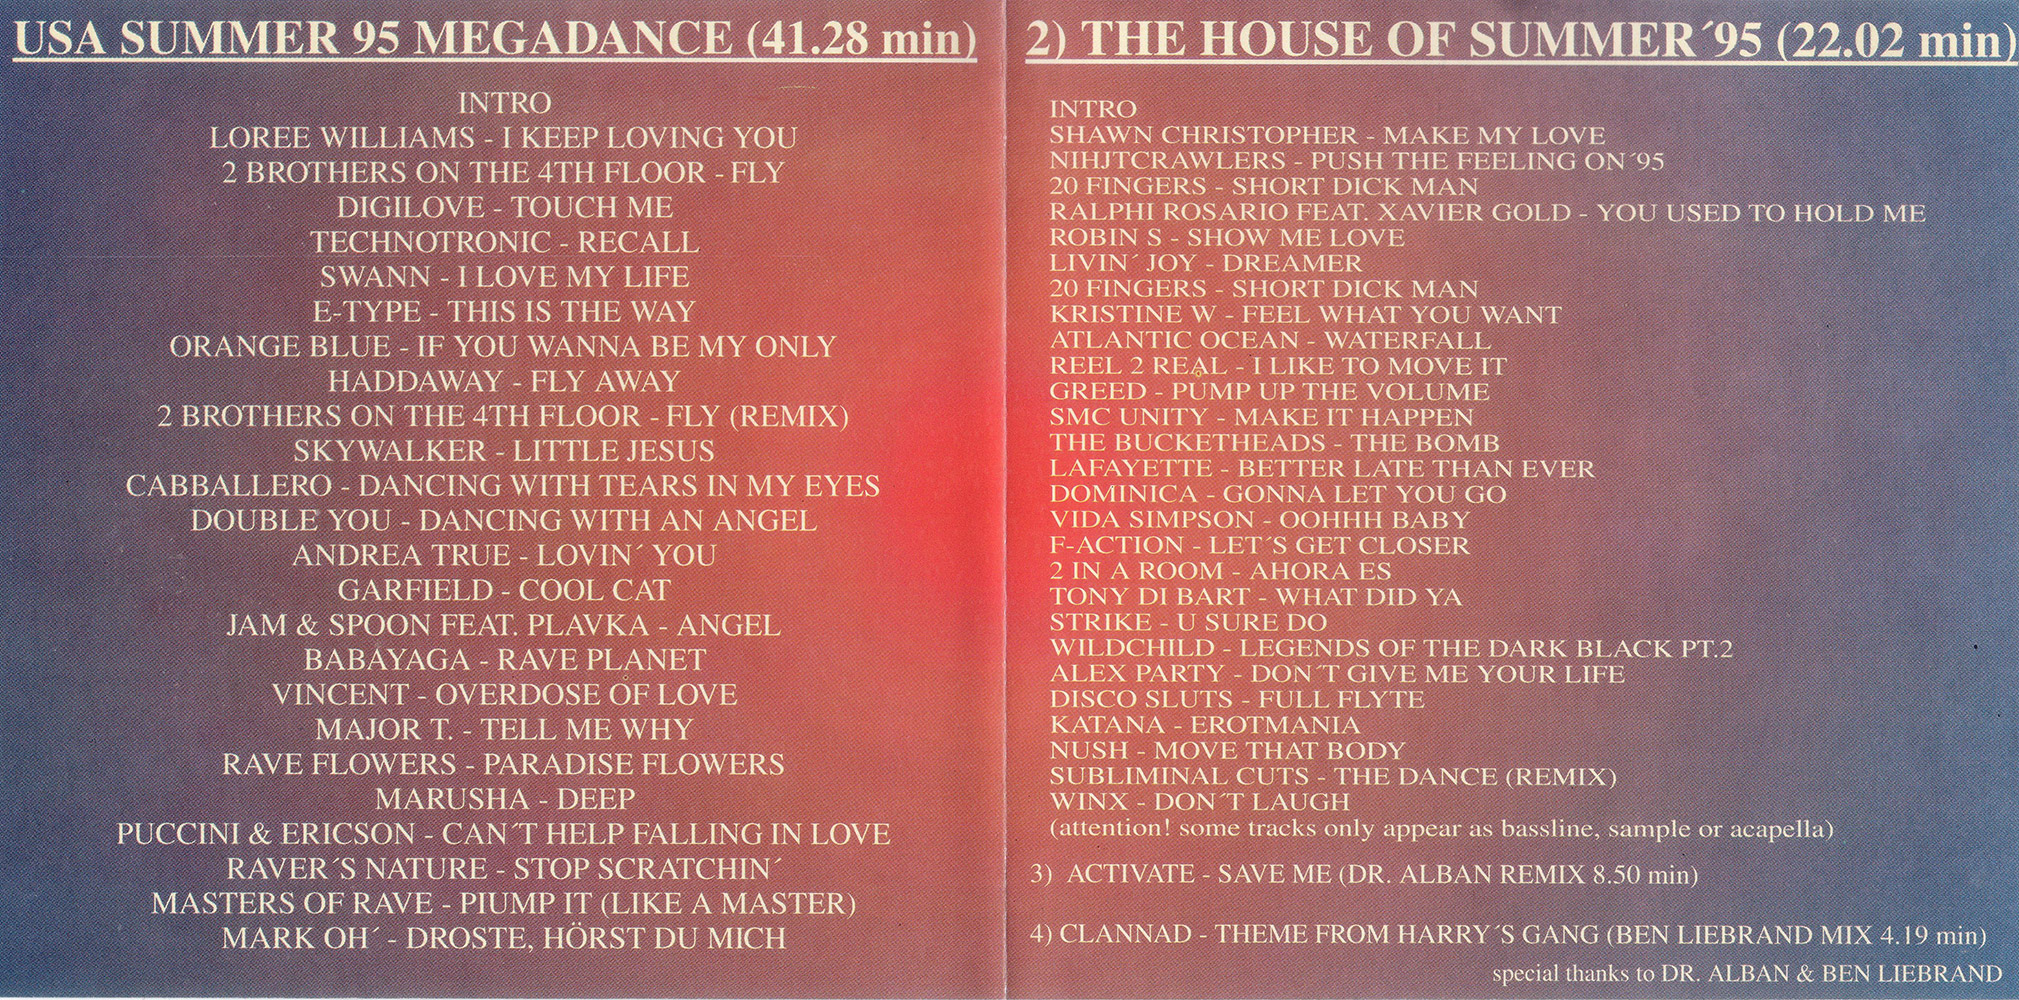 USA SUMMER 95 MEGADANCE (41.28 min)
INTRO
LOREE WILLIAMS - I KEEP LOVING YOU
2 BROTHERS ON THE 4TH FLOOR - FLY
DIGILOVE - TOUCH ME
TECHNOTRONIC - RECALL
SWANN - I LOVE MY LIFE
E-TYPE - THIS IS THE WAY
ORANGE BLUE - IF YOU WANNA BE MY ONLY
HADDAWAY - FLY AWAY
2 BROTHERS ON THE 4TH FLOOR - FLY (REMIX)
SKYWALKER - LITTLE JESUS
CABBALLERO - DANCING WITH TEARS IN MY EYES
DOUBLE YOU - DANCING WITH AN ANGEL
ANDREA TRUE - LOVIN´ YOU
GARFIELD - COOL CAT
JAM & SPOON FEAT. PLAVKA - ANGEL
BABAYAGA - RAVE PLANET
VINCENT - OVERDOSE OF LOVE
MAJOR T. - TELL ME WHY
RAVE FLOWERS - PARADISE FLOWERS
MARUSHA - DEEP
PUCCINI & ERICSON - CAN´T HELP FALLING IN LOVE
RAVER´S NATURE - STOP SCRATCHIN´
MASTERS OF RAVE - PIUMP IT (LIKE A MASTER)
MARK OH´ - DROSTE, HÖRST DU MICH
2) THE HOUSE OF SUMMER´95 (22.02 min)
INTRO
SHAWN CHRISTOPHER - MAKE MY LOVE
NIHJTCRAWLERS - PUSH THE FEELING ON´95
20 FINGERS - SHORT DICK MAN
RALPHI ROSARIO FEAT. XAVIER GOLD - YOU USED TO HOLD ME
ROBIN S - SHOW ME LOVE
LIVIN´ JOY - DREAMER
20 FINGERS - SHORT DICK MAN
KRISTINE W - FEEL WHAT YOU WANT
ATLANTIC OCEAN - WATERFALL
REEL 2 REAL - I LIKE TO MOVE IT
GREED - PUMP UP THE VOLUME
SMC UNITY - MAKE IT HAPPEN
THE BUCKETHEADS - THE BOMB
LAFAYETTE - BETTER LATE THAN EVER
DOMINICA - GONNA LET YOU GO
VIDA SIMPSON - OOHHH BABY
F-ACTION - LET´S GET CLOSER
2 IN A ROOM - AHORA ES
TONY DI BART - WHAT DID YA
STRIKE - U SURE DO
WILDCHILD - LEGENDS OF THE DARK BLACK PT.2
ALEX PARTY - DON´T GIVE ME YOUR LIFE
DISCO SLUTS - FULL FLYTE
KATANA - EROTMANIA
NUSH - MOVE THAT BODY
SUBLIMINAL CUTS - THE DANCE (REMIX)
WINX - DON´T LAUGH
(attention! some tracks only appear as bassline, sample or acapella)
3) ACTIVATE - SAVE ME (DR. ALBAN REMIX 8.50 min)
4) CLANNAD - THEME FROM HARRY´S GANG (BEN LIEBRAND MIX 4.19 min)
special thanks to DR. ALBAN & BEN LIEBRAND